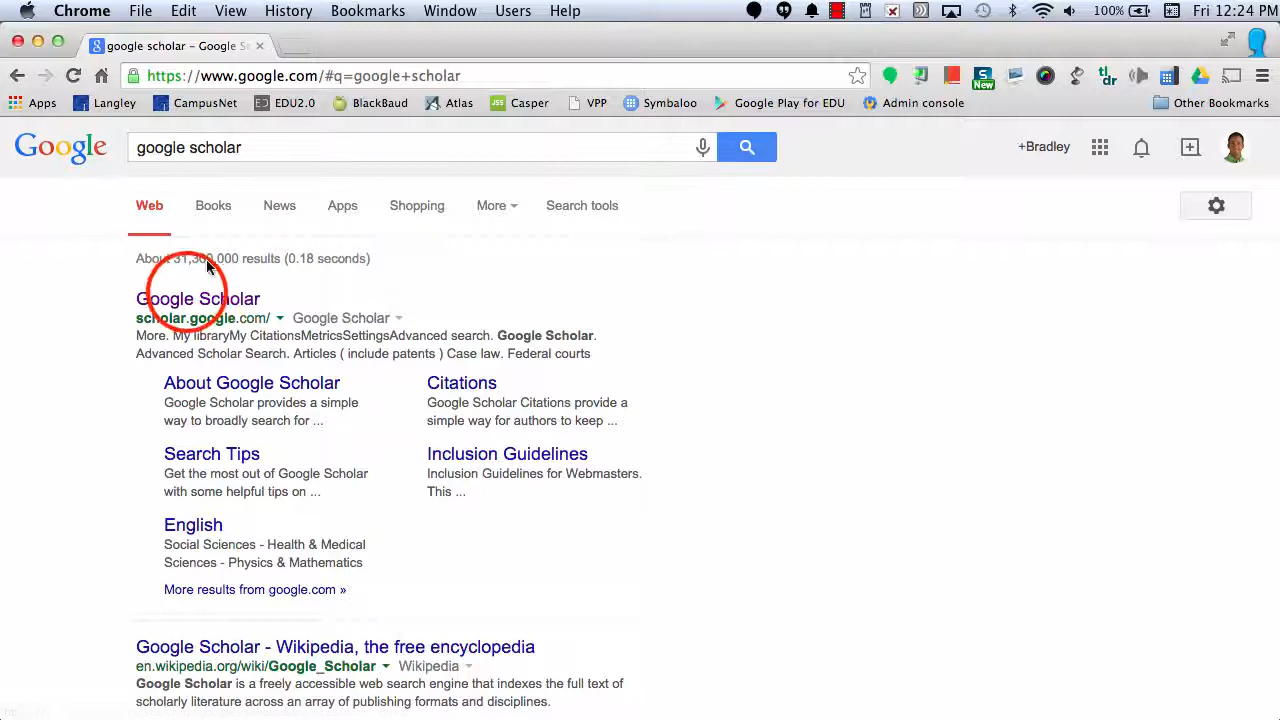 Chrome File Edit View History Bookmarks Window Users Help 100% Fri 12:24 PM
google scholar - Google Se
https://www.google.com/#q=google+scholar
New tl;dr
Apps Langley CampusNet EDU2.0 BlackBaud Atlas JSS Casper VPP Symbaloo Google Play for EDU Admin console Other Bookmarks
Google google scholar +Bradley
Web Books News Apps Shopping More Search tools
About 31,300,000 results (0.18 seconds)
Google Scholar
scholar.google.com/ Google Scholar
More. My libraryMy CitationsMetricsSettingsAdvanced search. Google Scholar.
Advanced Scholar Search. Articles ( include patents ) Case law. Federal courts
About Google Scholar
Google Scholar provides a simple
way to broadly search for ...
Citations
Google Scholar Citations provide a
simple way for authors to keep ...
Search Tips
Get the most out of Google Scholar
with some helpful tips on ...
Inclusion Guidelines
Inclusion Guidelines for Webmasters.
This ...
English
Social Sciences - Health & Medical
Sciences - Physics & Mathematics
More results from google.com »
Google Scholar - Wikipedia, the free encyclopedia
en.wikipedia.org/wiki/Google_Scholar Wikipedia
Google Scholar is a freely accessible web search engine that indexes the full text of
scholarly literature across an array of publishing formats and disciplines.